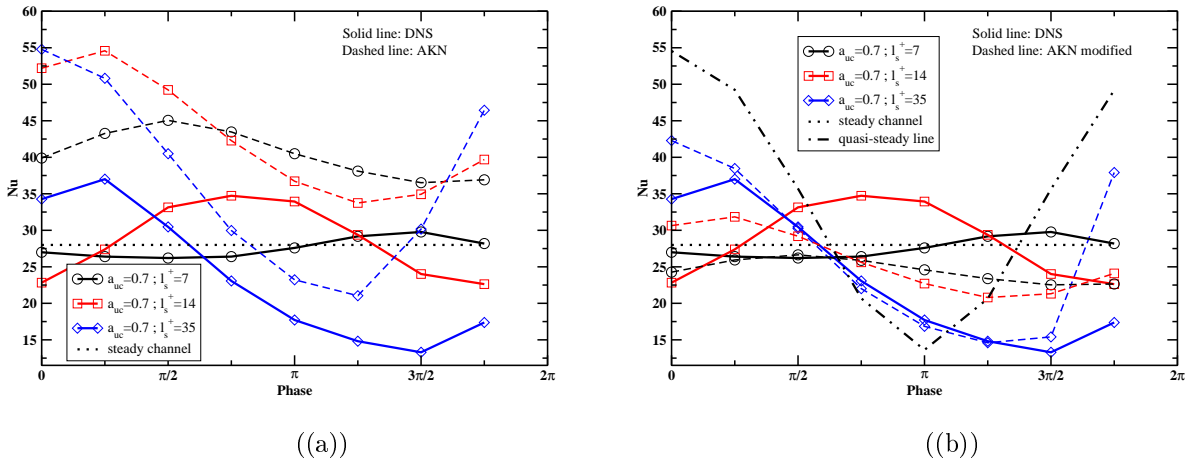 60
55
50
45
40
35
30
25
20
15
Nu
Solid line: DNS
Dashed line: AKN
a_uc=0.7 ; l_s^+=7
a_uc=0.7 ; l_s^+=14
a_uc=0.7 ; l_s^+=35
steady channel
0
π/2
π
3π/2
2π
Phase
((a))
60
55
50
45
40
35
30
25
20
15
Nu
Solid line: DNS
Dashed line: AKN modified
a_uc=0.7 ; l_s^+=7
a_uc=0.7 ; l_s^+=14
a_uc=0.7 ; l_s^+=35
steady channel
quasi-steady line
0
π/2
π
3π/2
2π
Phase
((b))